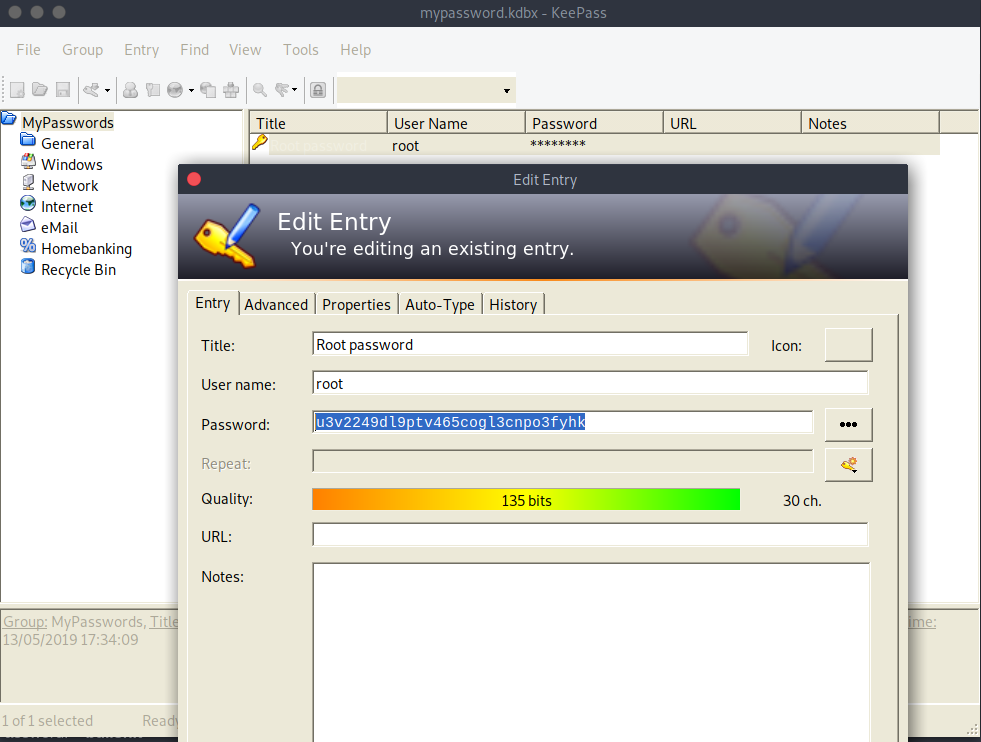 mypassword.kdbx - KeePass
File Group Entry Find View Tools Help
MyPasswords
General
Windows
Network
Internet
eMail
Homebanking
Recycle Bin
Title User Name Password URL Notes
Root password root ********
Edit Entry
Edit Entry
You're editing an existing entry.
Entry Advanced Properties Auto-Type History
Title: Root password Icon:
User name: root
Password: u3v2249dl9ptv465cogl3cnpo3fyhk
Repeat:
Quality: 135 bits 30 ch.
URL:
Notes:
Group: MyPasswords, Title
13/05/2019 17:34:09
1 of 1 selected Ready